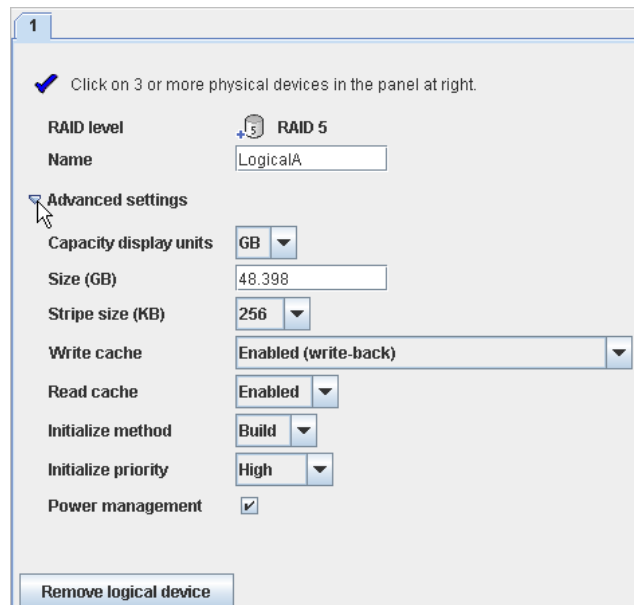 1
Click on 3 or more physical devices in the panel at right.
RAID level 5 RAID 5
Name LogicalA
Advanced settings
Capacity display units GB
Size (GB) 48.398
Stripe size (KB) 256
Write cache Enabled (write-back)
Read cache Enabled
Initialize method Build
Initialize priority High
Power management
Remove logical device